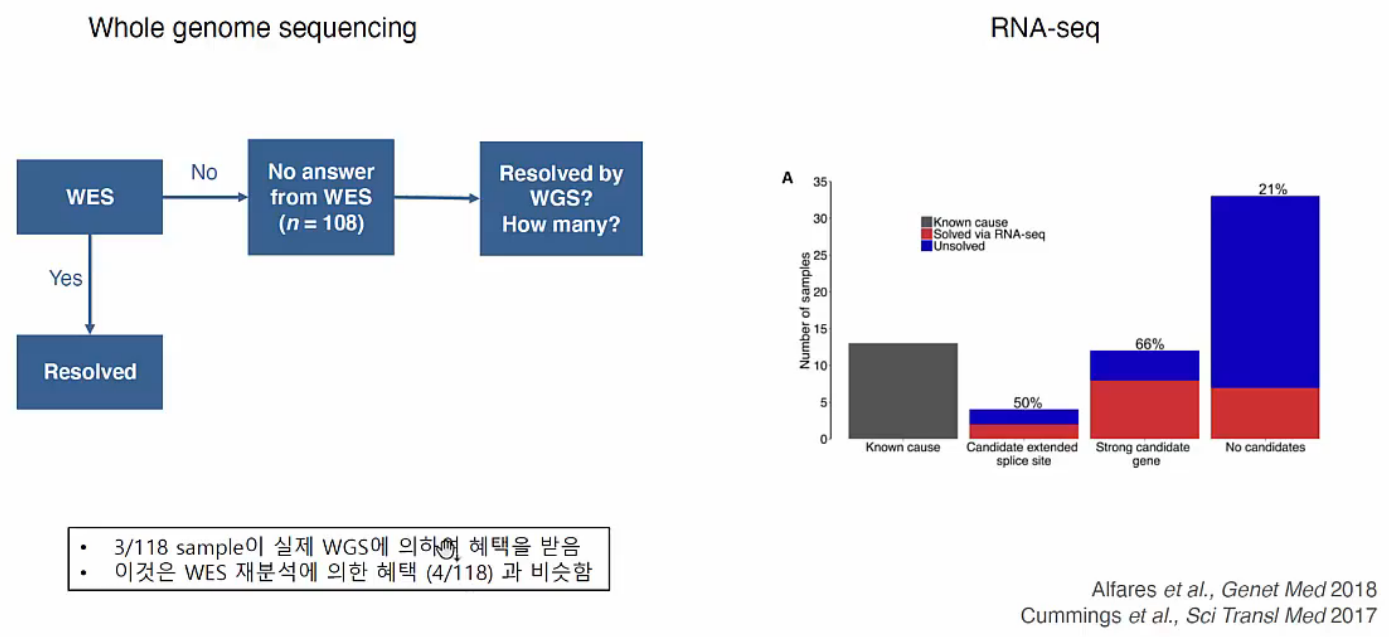 Whole genome sequencing
WES
No
No answer
from WES
(n = 108)
Resolved by
WGS?
How many?
Yes
Resolved
• 3/118 sample이 실제 WGS에 의하여 혜택을 받음
• 이것은 WES 재분석에 의한 혜택 (4/118) 과 비슷함
RNA-seq
A
Number of samples
35
30
25
20
15
10
5
0
Known cause
Solved via RNA-seq
Unsolved
50%
66%
21%
Known cause
Candidate extended
splice site
Strong candidate
gene
No candidates
Alfares et al., Genet Med 2018
Cummings et al., Sci Transl Med 2017